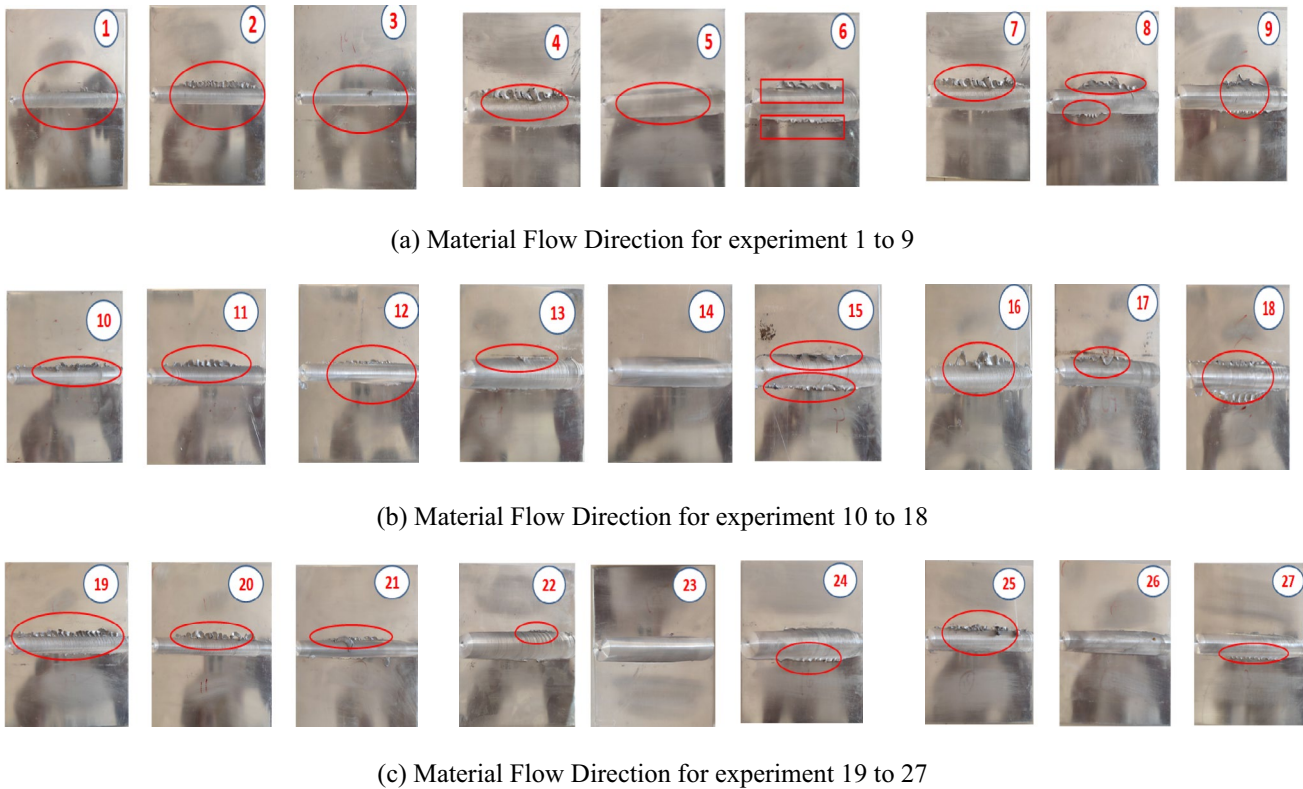 1 2 3 4 5 6 7 8 9
(a) Material Flow Direction for experiment 1 to 9
10 11 12 13 14 15 16 17 18
(b) Material Flow Direction for experiment 10 to 18
19 20 21 22 23 24 25 26 27
(c) Material Flow Direction for experiment 19 to 27